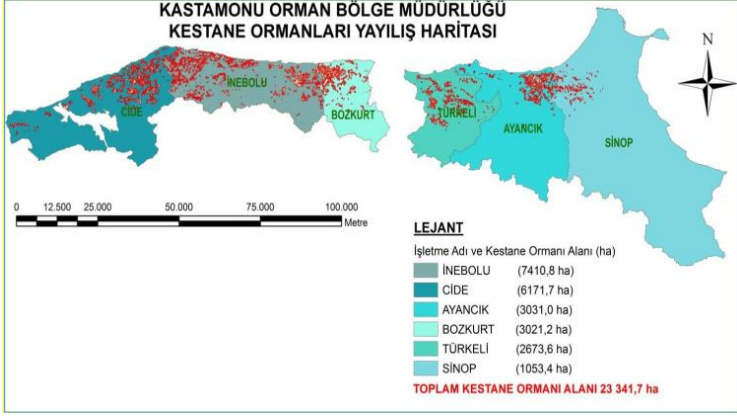 KASTAMONU ORMAN BÖLGE MÜDÜRLÜĞÜ
KESTANE ORMANLARI YAYILIŞ HARİTASI
N
CİDE
İNEBOLU
BOZKURT
TÜRKELİ
AYANCIK
SİNOP
0 12.500 25.000 50.000 75.000 100.000
Metre
LEJANT
İşletme Adı ve Kestane Ormanı Alanı (ha)
İNEBOLU (7410,8 ha)
CİDE (6171,7 ha)
AYANCIK (3031,0 ha)
BOZKURT (3021,2 ha)
TÜRKELİ (2673,6 ha)
SİNOP (1053,4 ha)
TOPLAM KESTANE ORMANI ALANI 23 341,7 ha